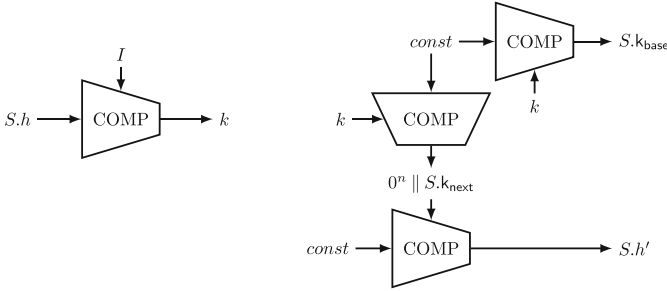 I
S.h COMP k
const COMP S.k_base
k
k COMP
0^n ∥ S.k_next
const COMP S.h′